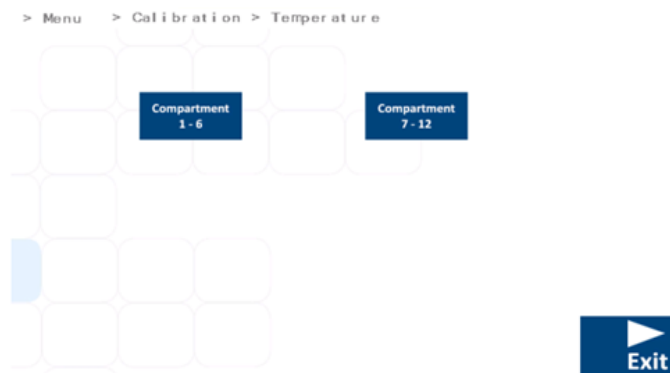 > Menu > Calibration > Temperature
Compartment
1 - 6
Compartment
7 - 12
Exit